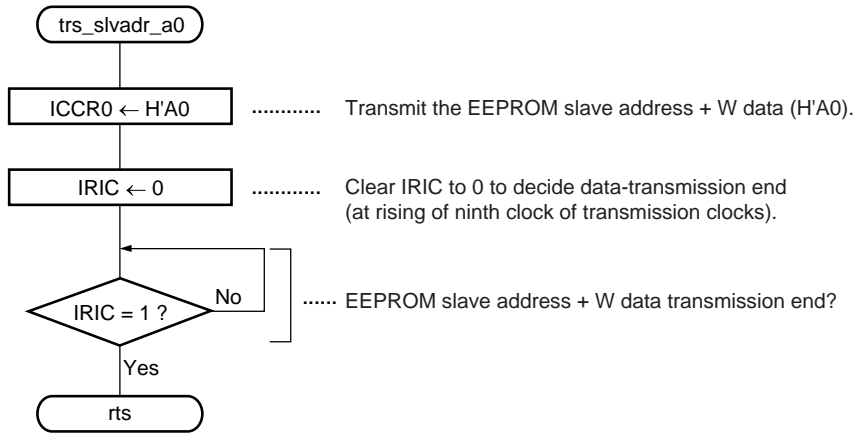 trs_slvadr_a0
ICCR0 ← H'A0 ............ Transmit the EEPROM slave address + W data (H'A0).
IRIC ← 0 ............ Clear IRIC to 0 to decide data-transmission end
(at rising of ninth clock of transmission clocks).
No
IRIC = 1 ? ...... EEPROM slave address + W data transmission end?
Yes
rts